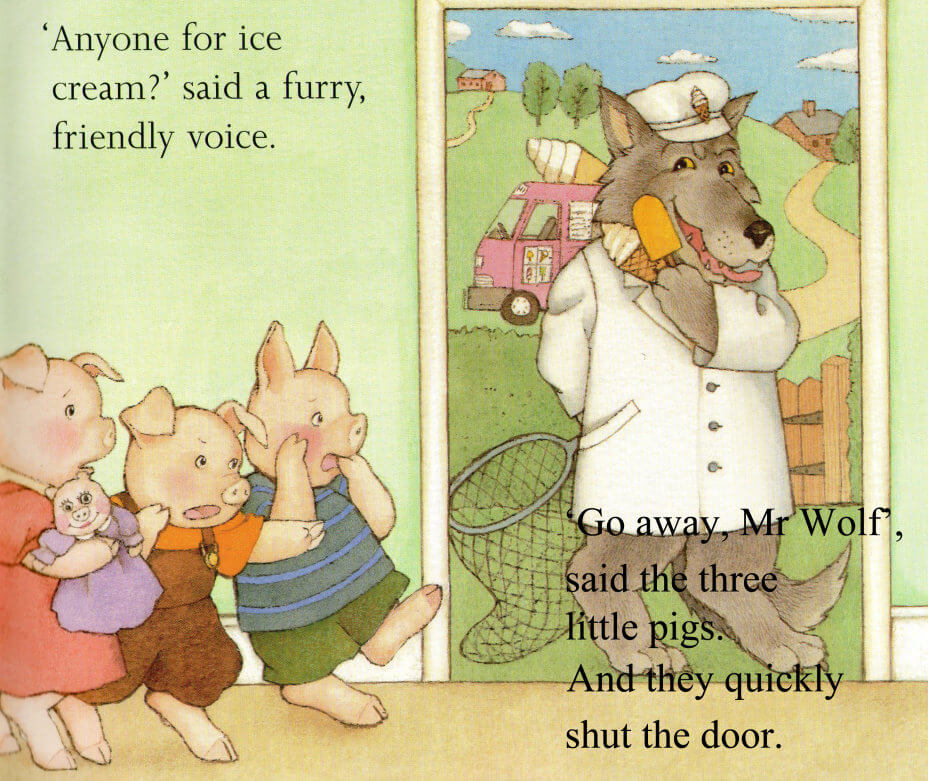 ‘Anyone for ice
cream?’ said a furry,
friendly voice.
‘Go away, Mr Wolf’,
said the three
little pigs.
And they quickly
shut the door.